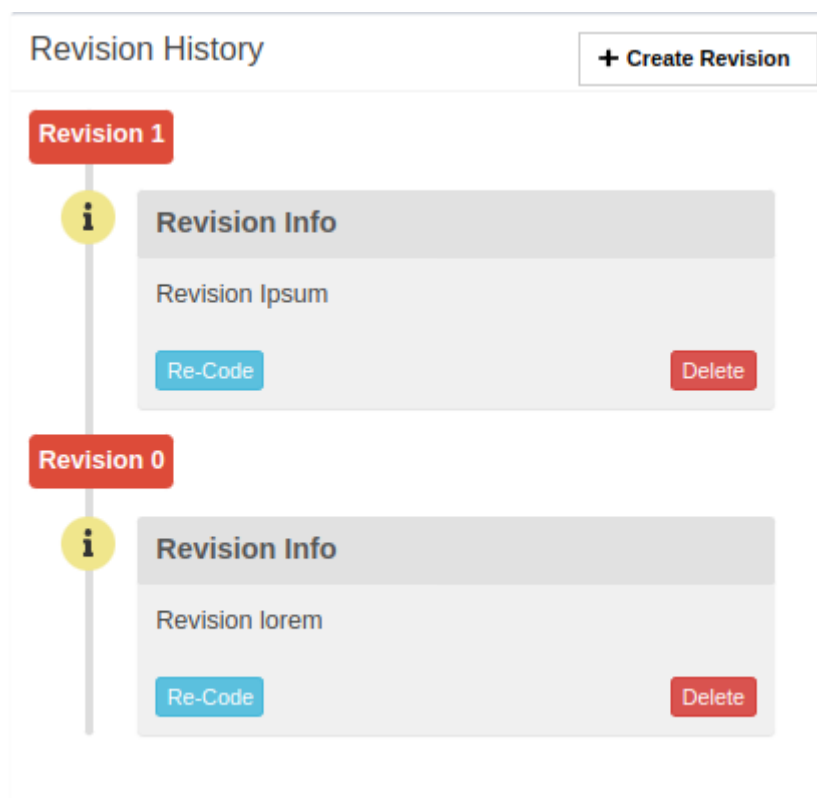 Revision History
+ Create Revision
Revision 1
i
Revision Info
Revision Ipsum
Re-Code
Delete
Revision 0
i
Revision Info
Revision lorem
Re-Code
Delete